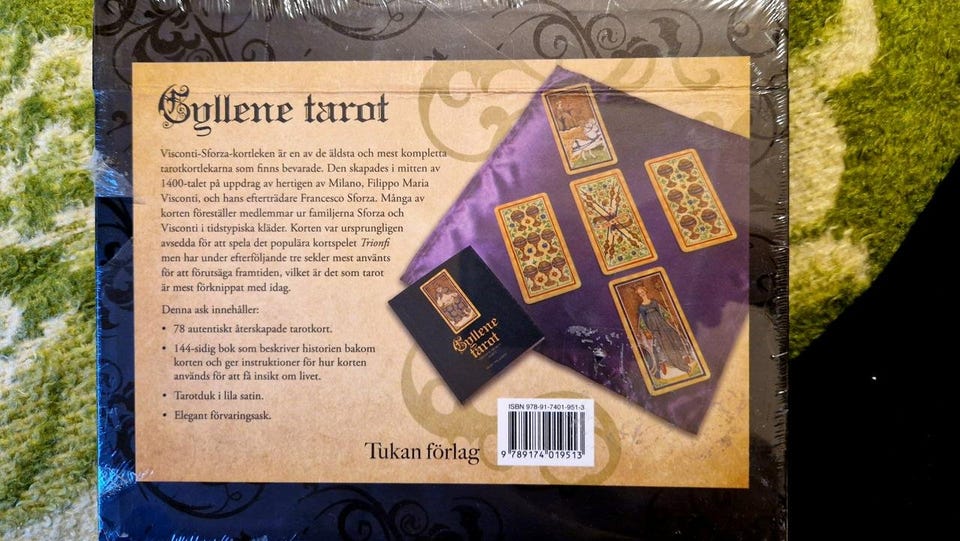 Gyllene tarot
Visconti-Sforza-kortleken är en av de äldsta och mest kompletta
tarotkortlekarna som finns bevarade. Den skapades i mitten av
1400-talet på uppdrag av hertigen av Milano, Filippo Maria
Visconti, och hans efterträdare Francesco Sforza. Många av
korten föreställer medlemmar ur familjerna Sforza och
Visconti i tidstypiska kläder. Korten var ursprungligen
avsedda för att spela det populära kortspelet Trionfi
men har under efterföljande tre sekler mest använts
för att förutsäga framtiden, vilket är det som tarot
är mest förknippat med idag.
Denna ask innehåller:
• 78 autentiskt återskapade tarotkort.
• 144-sidig bok som beskriver historien bakom
korten och ger instruktioner för hur korten
används för att få insikt om livet.
• Tarotduk i lila satin.
• Elegant förvaringsask.
Gyllene
tarot
Tukan förlag
ISBN 978-91-7401-951-3
9 789174 019513